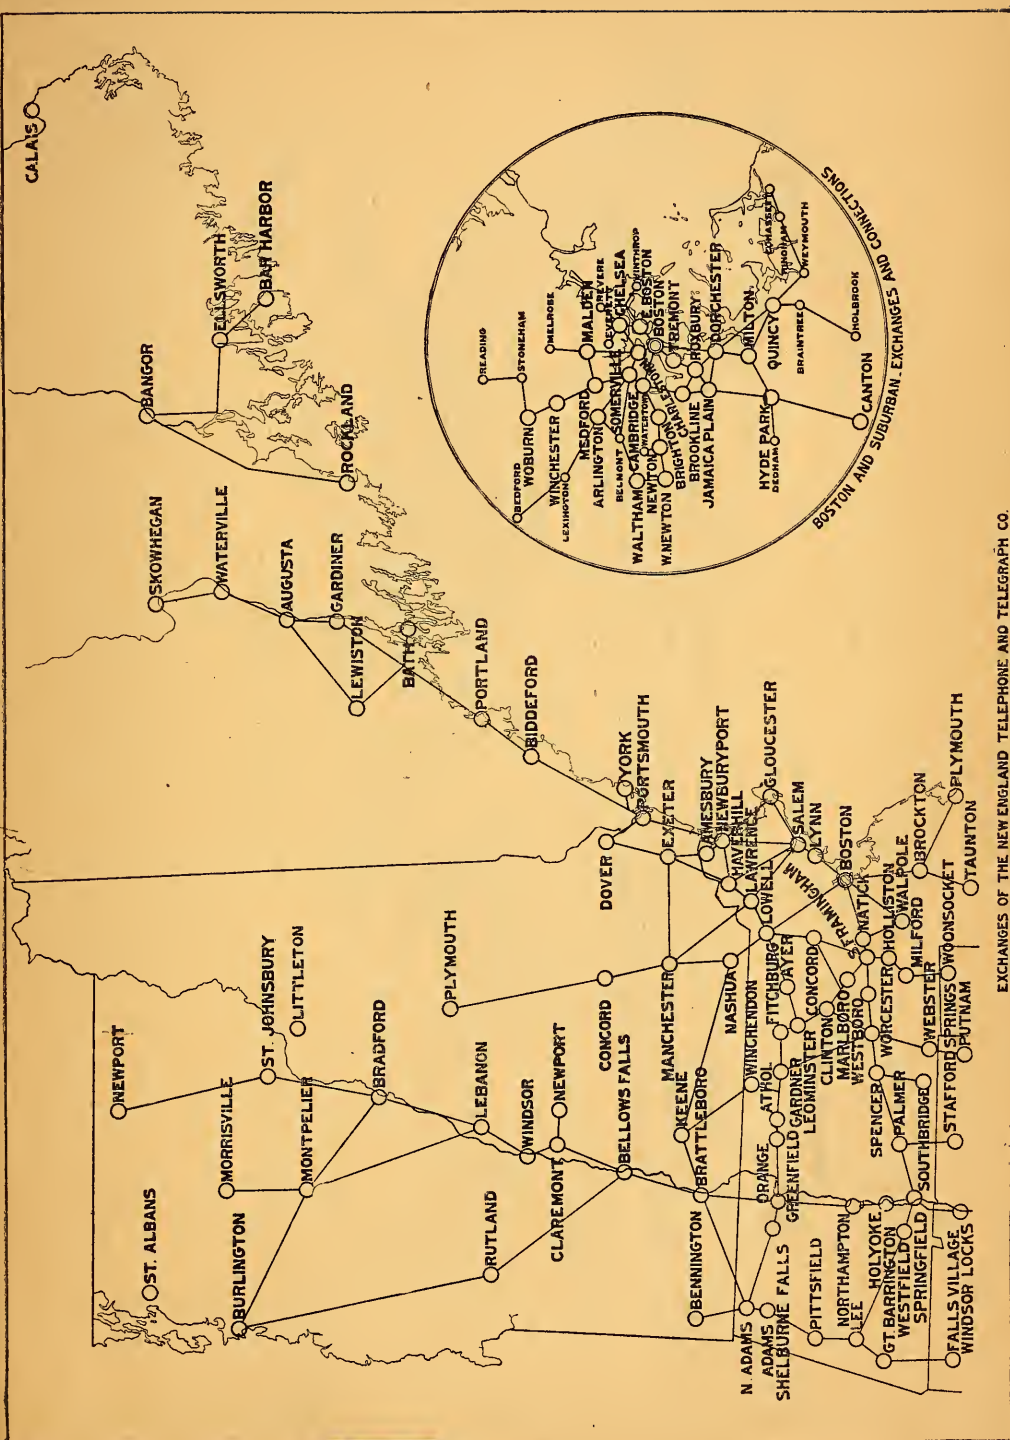 CALAIS
BAR HARBOR
ELLSWORTH
BANGOR
ROCKLAND
SKOWHEGAN
WATERVILLE
AUGUSTA
GARDINER
LEWISTON
BATH
PORTLAND
BIDDEFORD
YORK
PORTSMOUTH
DOVER
EXETER
AMESBURY
NEWBURYPORT
HAVERHILL
LAWRENCE
LOWELL
GLOUCESTER
SALEM
LYNN
BOSTON
FRAMINGHAM
S.
NATICK
HOLLISTON
WALPOLE
BROCKTON
PLYMOUTH
TAUNTON
MILFORD
WOONSOCKET
NEWPORT
ST. JOHNSBURY
LITTLETON
PLYMOUTH
MORRISVILLE
MONTPELIER
BRADFORD
LEBANON
WINDSOR
NEWPORT
CLAREMONT
CONCORD
BELLOWS FALLS
MANCHESTER
NASHUA
KEENE
BRATTLEBORO
WINCHENDON
FITCHBURG
AYER
CONCORD
ATHOL
GARDNER
LEOMINSTER
CLINTON
MARLBORO
WESTBORO
WORCESTER
WEBSTER
STAFFORD SPRINGS
PUTNAM
SPENCER
PALMER
SOUTHBRIDGE
ORANGE
GREENFIELD
ST. ALBANS
BURLINGTON
RUTLAND
BENNINGTON
N. ADAMS
ADAMS
SHELBURNE FALLS
PITTSFIELD
NORTHAMPTON
LEE
HOLYOKE
GT. BARRINGTON
WESTFIELD
SPRINGFIELD
FALLS VILLAGE
WINDSOR LOCKS
READING
STONEHAM
MELROSE
MALDEN
REVERE
EVERETT
CHELSEA
WINTHROP
E. BOSTON
BOSTON
TREMONT
ROXBURY
DORCHESTER
MILTON
QUINCY
BRAINTREE
COHASSETT
HINGHAM
WEYMOUTH
HOLBROOK
CANTON
BEDFORD
WOBURN
WINCHESTER
LEXINGTON
MEDFORD
ARLINGTON
SOMERVILLE
BELMONT
CAMBRIDGE
WALTHAM
WATERTOWN
NEWTON
W. NEWTON
CHARLESTOWN
BRIGHTON
BROOKLINE
JAMAICA PLAIN
HYDE PARK
DEDHAM
BOSTON AND SUBURBAN EXCHANGES AND CONNECTIONS
EXCHANGES OF THE NEW ENGLAND TELEPHONE AND TELEGRAPH CO.